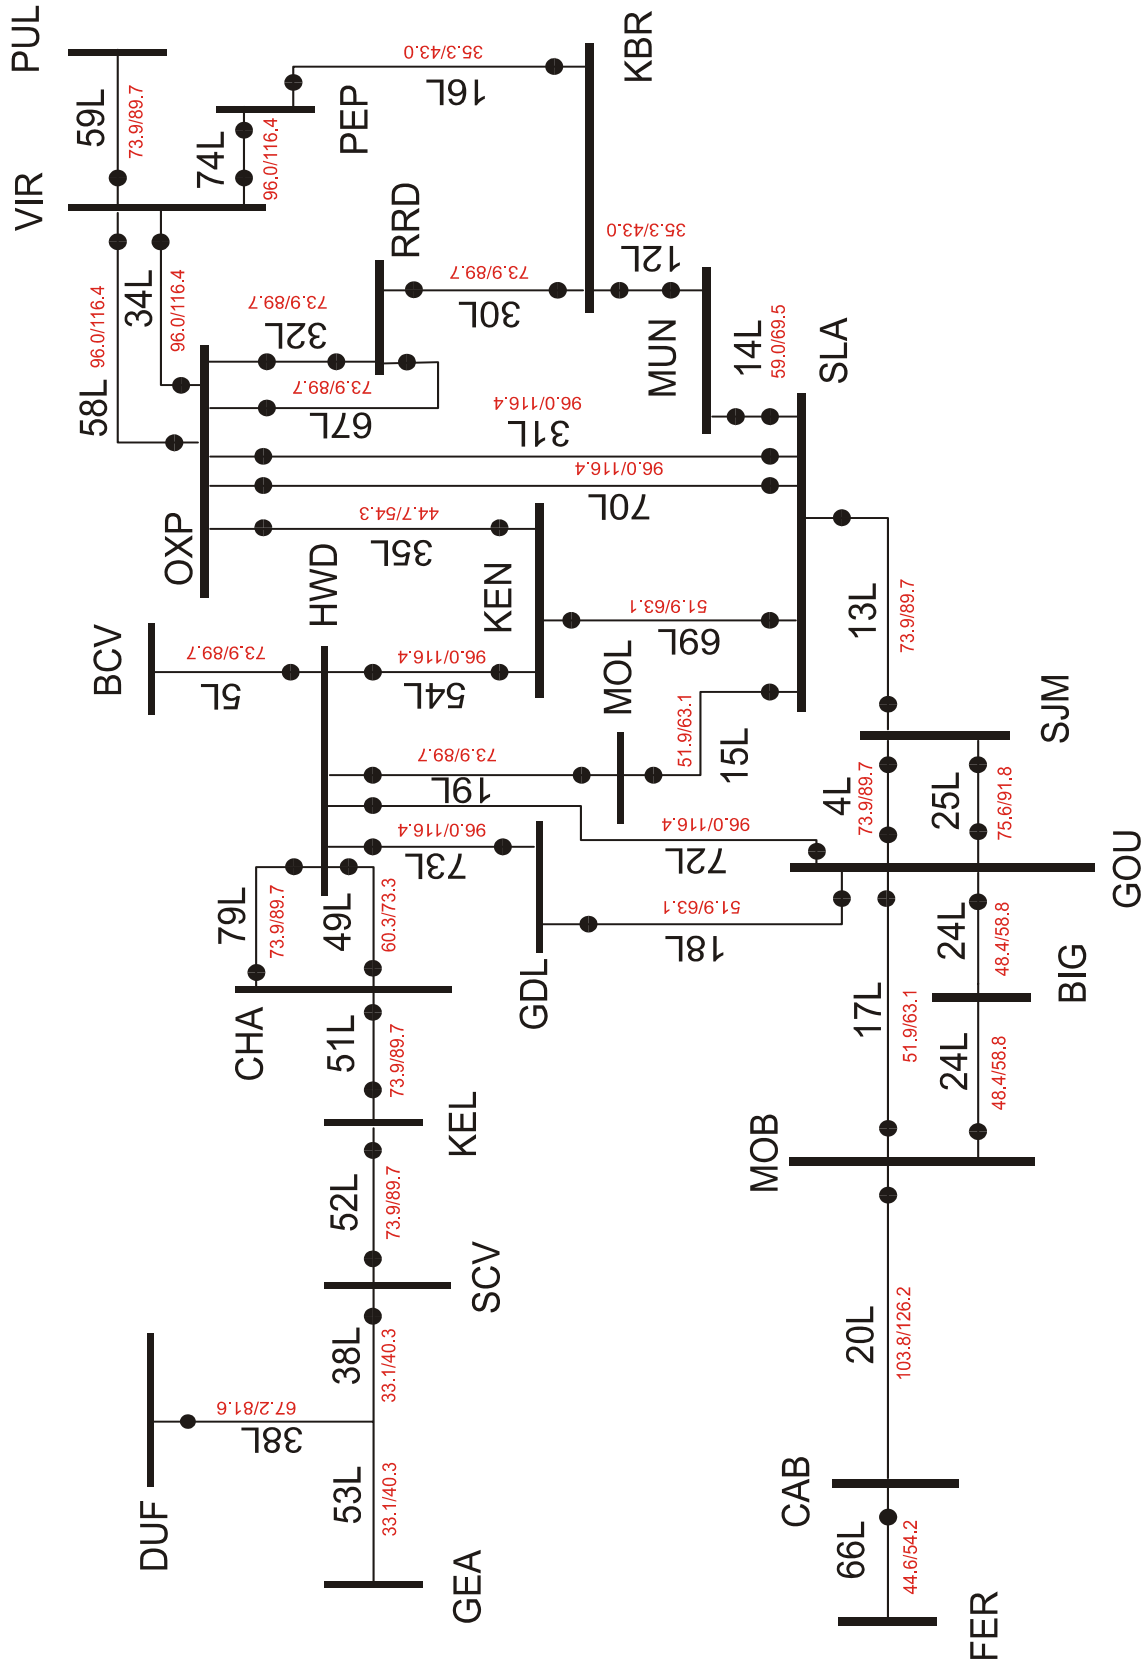 PUL
59L
73.9/89.7
VIR
74L
96.0/116.4
PEP
16L
35.3/43.0
KBR
58L
96.0/116.4
34L
96.0/116.4
32L
73.9/89.7
RRD
30L
73.9/89.7
12L
35.3/43.0
67L
73.9/89.7
MUN
14L
59.0/69.5
SLA
31L
96.0/116.4
70L
96.0/116.4
OXP
35L
44.7/54.3
HWD
KEN
69L
51.9/63.1
BCV
5L
73.9/89.7
54L
96.0/116.4
MOL
15L
51.9/63.1
13L
73.9/89.7
SJM
19L
73.9/89.7
4L
73.9/89.7
25L
75.6/91.8
72L
96.0/116.4
73L
96.0/116.4
GOU
79L
73.9/89.7
49L
60.3/73.3
18L
51.9/63.1
GDL
CHA
24L
48.4/58.8
BIG
17L
51.9/63.1
24L
48.4/58.8
51L
73.9/89.7
KEL
MOB
52L
73.9/89.7
SCV
38L
33.1/40.3
20L
103.8/126.2
38L
67.2/81.6
DUF
53L
33.1/40.3
GEA
CAB
66L
44.6/54.2
FER